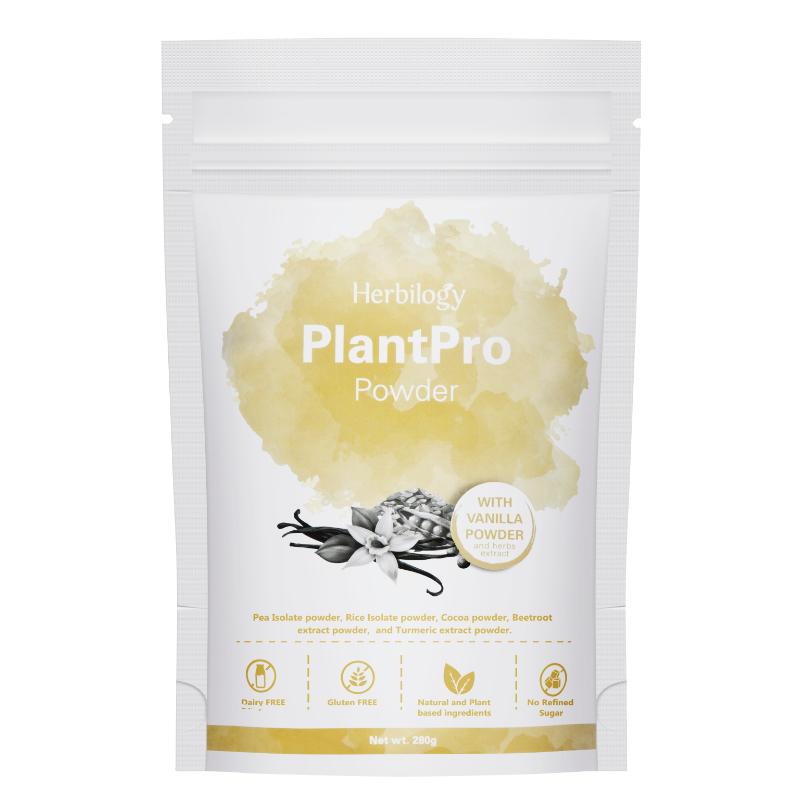 Herbilogy
PlantPro
Powder
WITH
VANILLA
POWDER
and herbs
extract
Pea Isolate powder, Rice Isolate powder, Cocoa powder, Beetroot
extract powder, and Turmeric extract powder.
Dairy FREE
Gluten FREE
Natural and Plant
based ingredients
No Refined
Sugar
Net wt. 280g